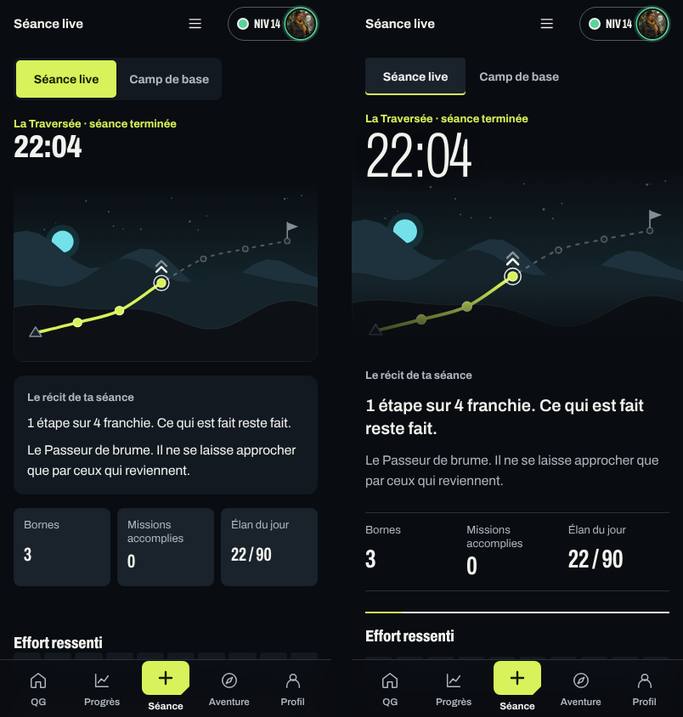 Séance live
NIV 14
Séance live
Camp de base
La Traversée · séance terminée
22:04
Le récit de ta séance
1 étape sur 4 franchie. Ce qui est fait reste fait.
Le Passeur de brume. Il ne se laisse approcher
que par ceux qui reviennent.
Bornes
3
Missions
accomplies
0
Élan du jour
22 / 90
Effort ressenti
QG
Progrès
Séance
Aventure
Profil
Séance live
NIV 14
Séance live
Camp de base
La Traversée · séance terminée
22:04
Le récit de ta séance
1 étape sur 4 franchie. Ce qui est fait
reste fait.
Le Passeur de brume. Il ne se laisse approcher que
par ceux qui reviennent.
Bornes
3
Missions
accomplies
0
Élan du jour
22 / 90
Effort ressenti
QG
Progrès
Séance
Aventure
Profil